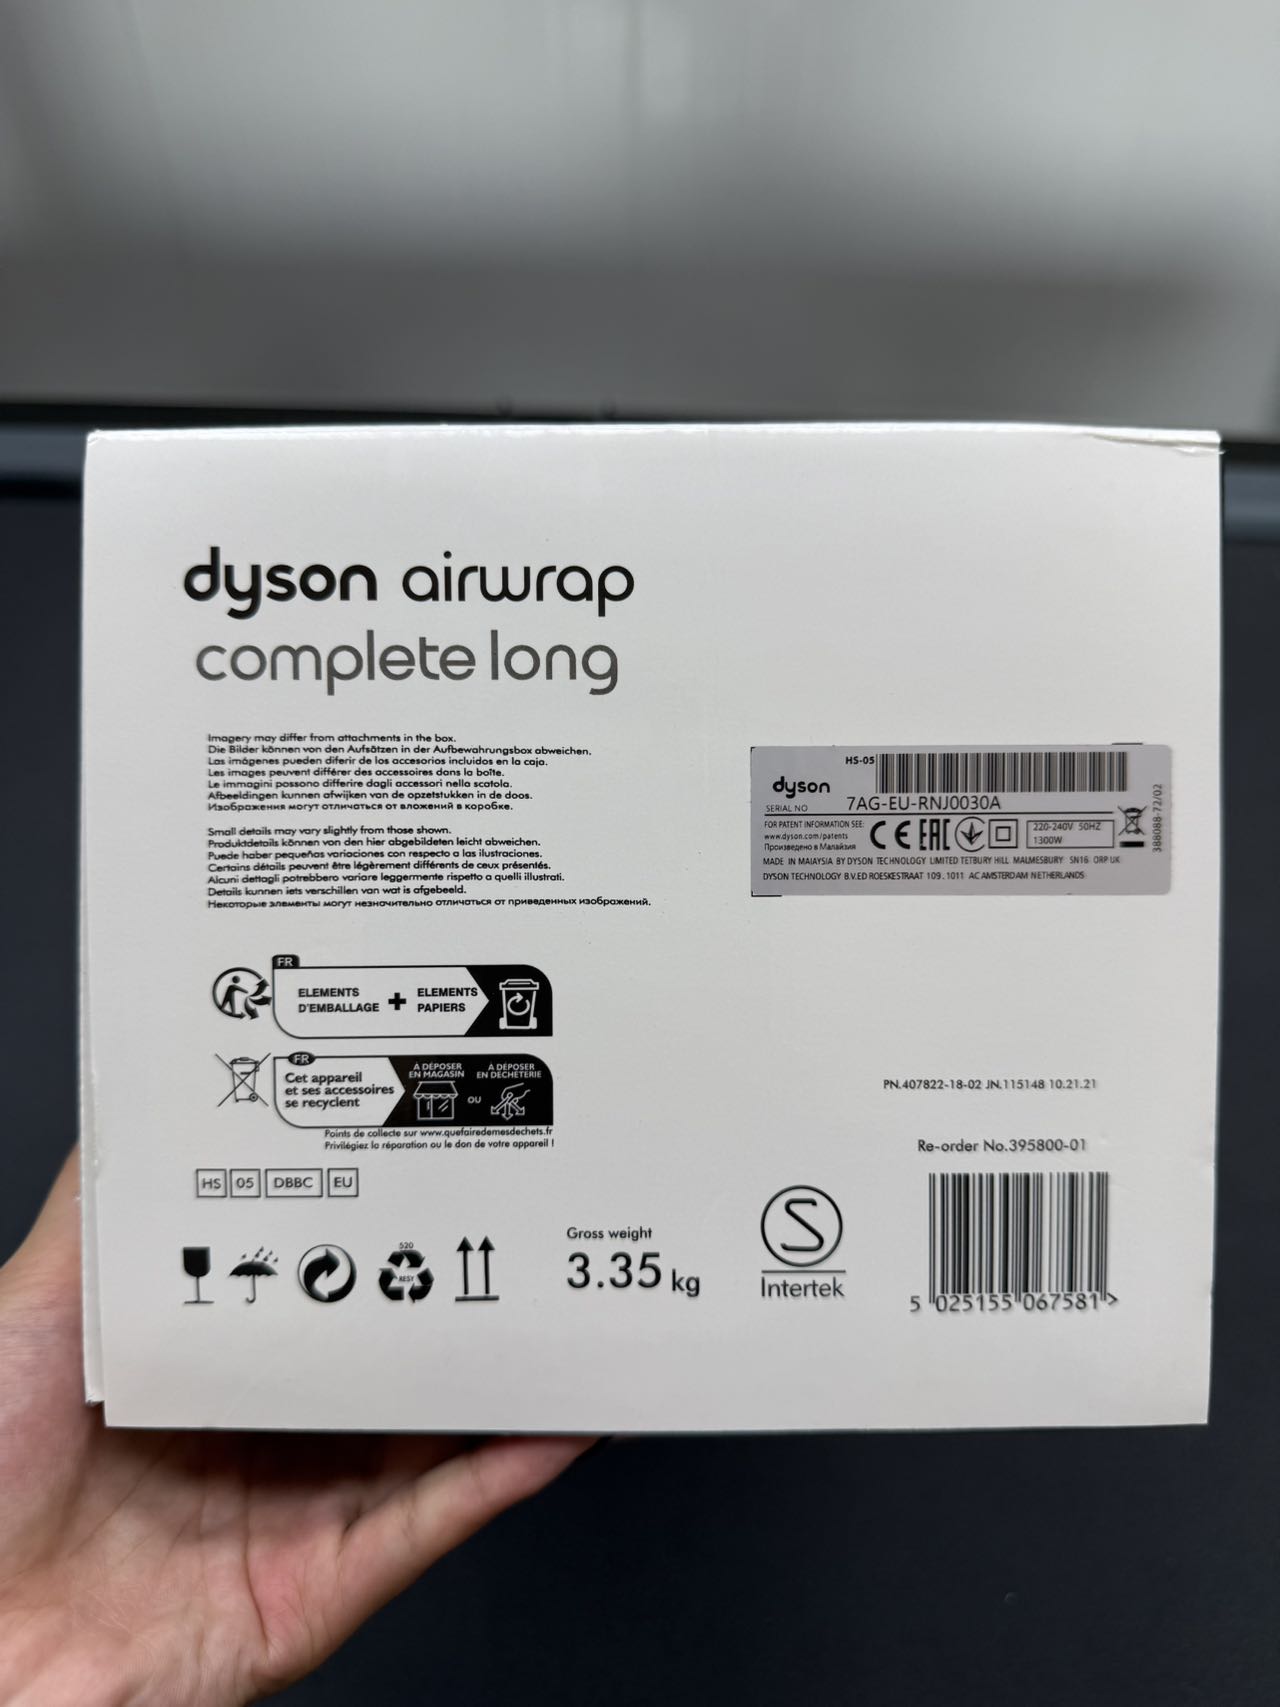 dyson airwrap
complete long
Imagery may differ from attachments in the box.
Die Bilder können von den Aufsätzen in der Aufbewahrungsbox abweichen.
Las imágenes pueden diferir de los accesorios incluidos en la caja.
Les images peuvent différer des accessoires dans la boîte.
Le immagini possono differire dagli accessori nella scatola.
Afbeeldingen kunnen afwijken van de opzetstukken in de doos.
Изображения могут отличаться от вложений в коробке.
Small details may vary slightly from those shown.
Produktdetails können von den hier abgebildeten leicht abweichen.
Puede haber pequeñas variaciones con respecto a las ilustraciones.
Certains détails peuvent être légèrement différents de ceux présentés.
Alcuni dettagli potrebbero variare leggermente rispetto a quelli illustrati.
Details kunnen iets verschillen van wat is afgebeeld.
Некоторые элементы могут незначительно отличаться от приведенных изображений.
HS-05
dyson
SERIAL NO 7AG-EU-RNJ0030A
FOR PATENT INFORMATION SEE:
www.dyson.com/patents
Произведено в Малайзия
CE EAC
220-240V 50HZ
1300W
MADE IN MAIAYSIA BY DYSON TECHNOLOGY LIMITED TETBURY HILL MALMESBURY SN16 ORP UK
DYSON TECHNOLOGY B.V.ED ROESKESTRAAT 109.1011 AC AMSTERDAM NETHERLANDS
388088-72/02
FR
ELEMENTS D'EMBALLAGE + ELEMENTS PAPIERS
FR
Cet appareil
et ses accessoires
se recyclent
À DÉPOSER EN MAGASIN
OU
À DÉPOSER EN DÉCHÈTERIE
Points de collecte sur www.quefairedemesdechets.fr
Privilégiez la réparation ou le don de votre appareil !
PN.407822-18-02 JN.115148 10.21.21
Re-order No.395800-01
HS 05 DBBC EU
520
RESY
Gross weight
3.35 kg
S
Intertek
5 025155 067581 >